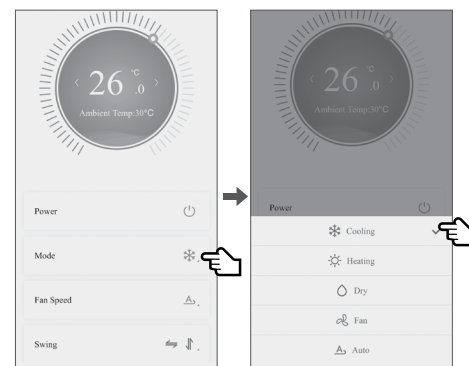 26 °C .0
Ambient Temp:30°C
Power
Mode
Fan Speed
Swing
26 °C .0
Ambient Temp:30°C
Power
Cooling
Heating
Dry
Fan
Auto